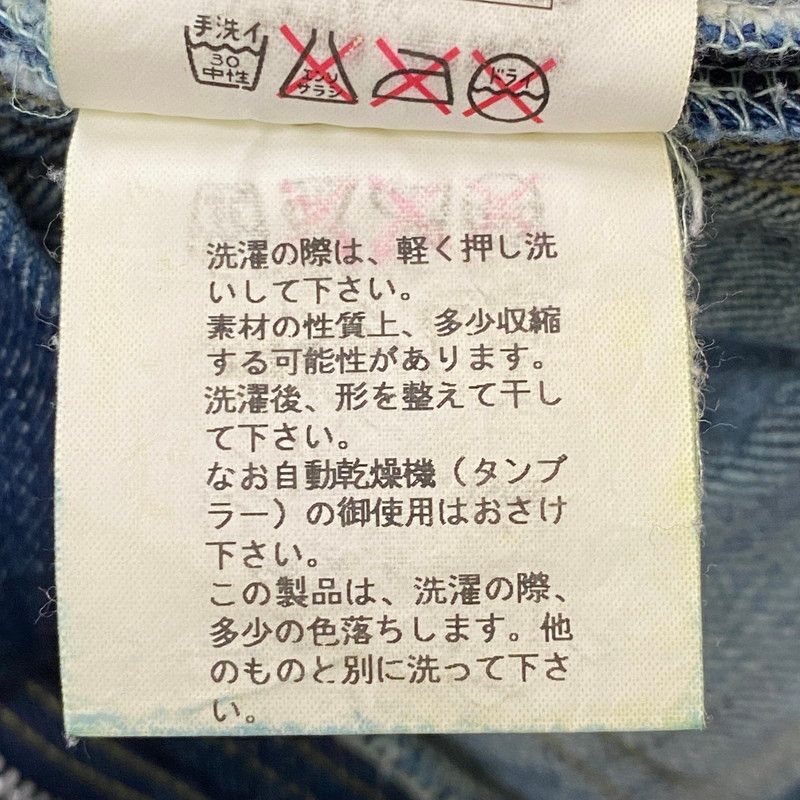 手洗イ
30
中性
エンソ
サラシ
ドライ
洗濯の際は、軽く押し洗
いして下さい。
素材の性質上、多少収縮
する可能性があります。
洗濯後、形を整えて干し
て下さい。
なお自動乾燥機（タンブ
ラー）の御使用はおさけ
下さい。
この製品は、洗濯の際、
多少の色落ちします。他
のものと別に洗って下さ
い。